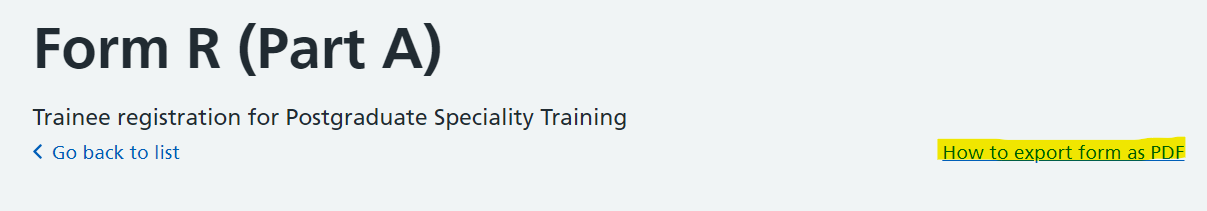 Form R (Part A)
Trainee registration for Postgraduate Speciality Training
Go back to list
How to export form as PDF